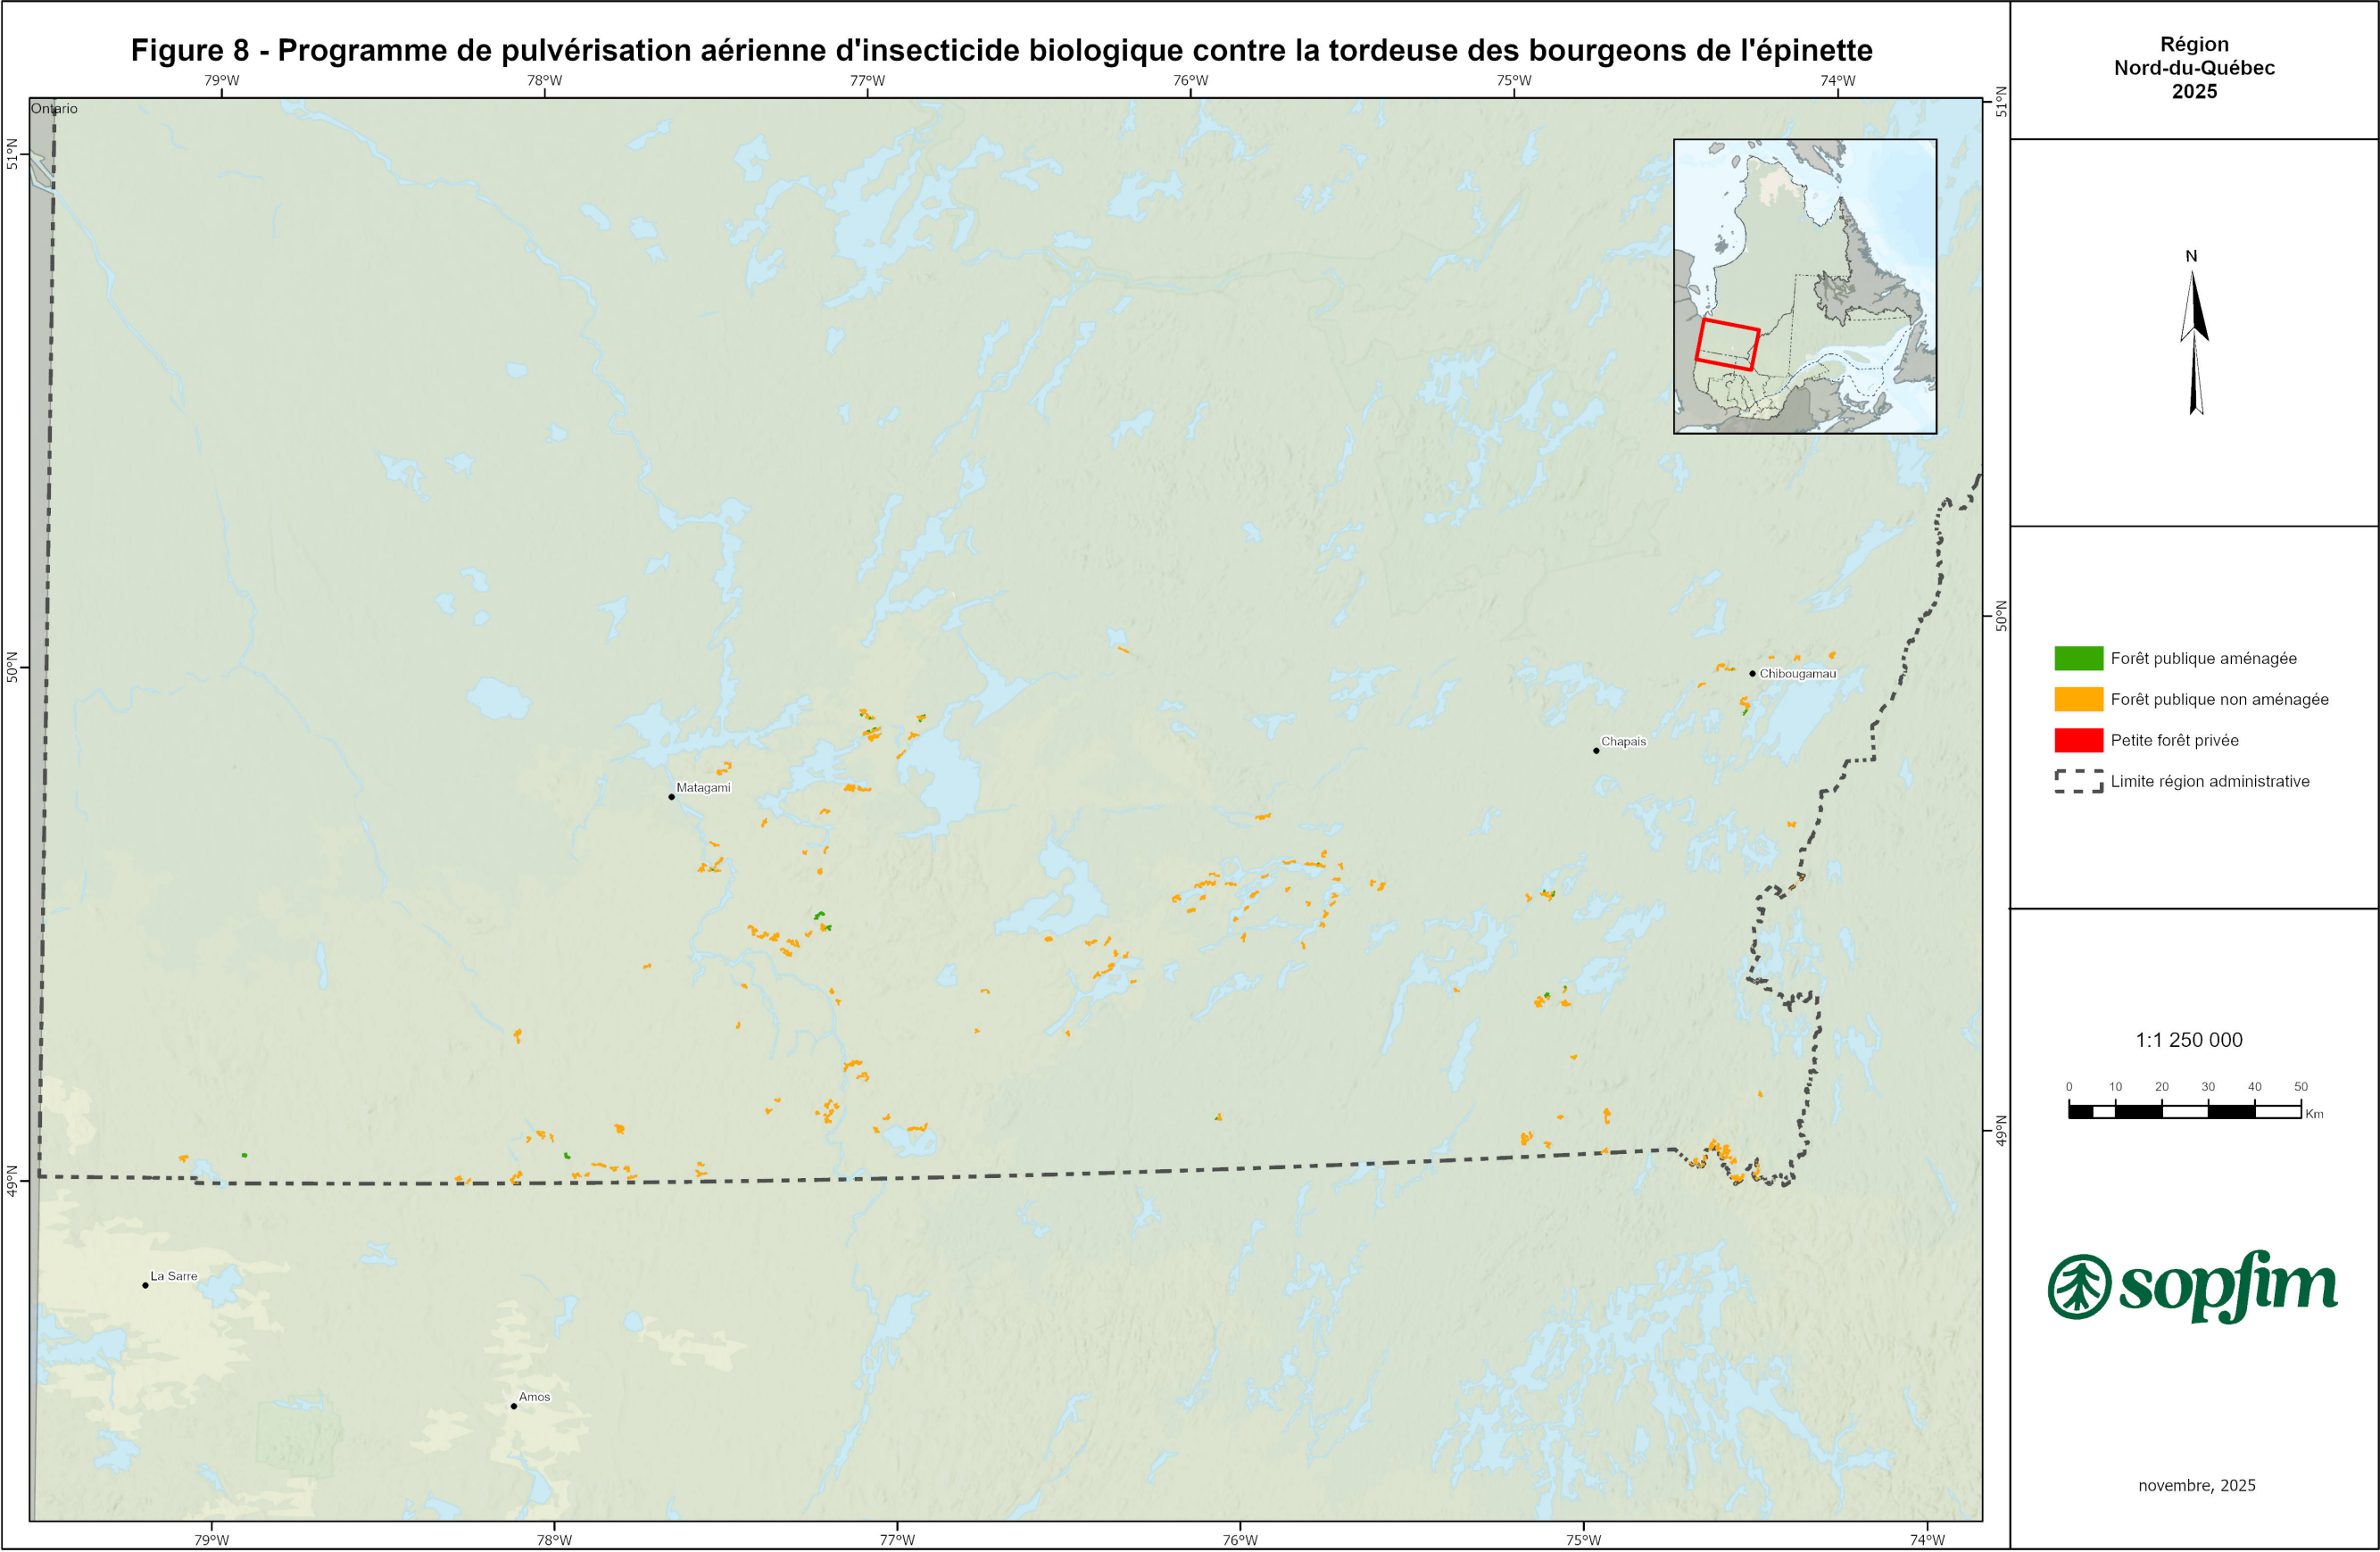 Figure 8 - Programme de pulvérisation aérienne d'insecticide biologique contre la tordeuse des bourgeons de l'épinette
79°W
78°W
77°W
76°W
75°W
74°W
Ontario
51°N
51°N
50°N
50°N
49°N
49°N
Chibougamau
Chapais
Matagami
La Sarre
Amos
79°W
78°W
77°W
76°W
75°W
74°W
Région
Nord-du-Québec
2025
N
Forêt publique aménagée
Forêt publique non aménagée
Petite forêt privée
Limite région administrative
1:1 250 000
0 10 20 30 40 50
Km
sopfim
novembre, 2025